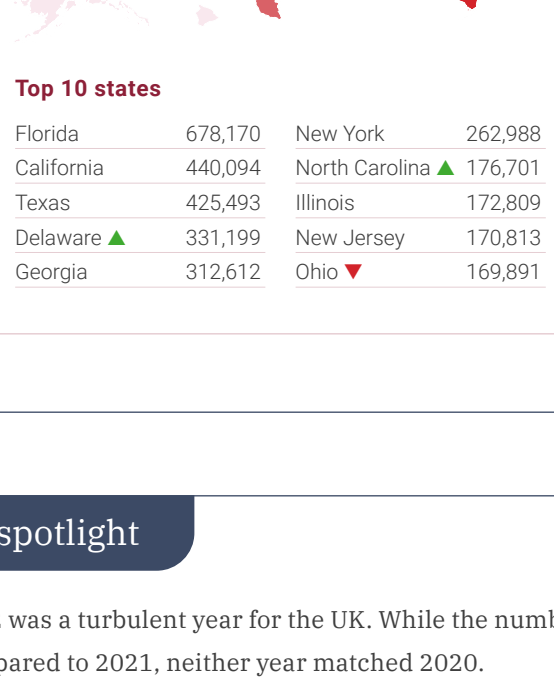 Top 10 states
Florida 678,170
California 440,094
Texas 425,493
Delaware ▲ 331,199
Georgia 312,612
New York 262,988
North Carolina ▲ 176,701
Illinois 172,809
New Jersey 170,813
Ohio ▼ 169,891
spotlight
was a turbulent year for the UK. While the
to 2021, neither year matched 2020.